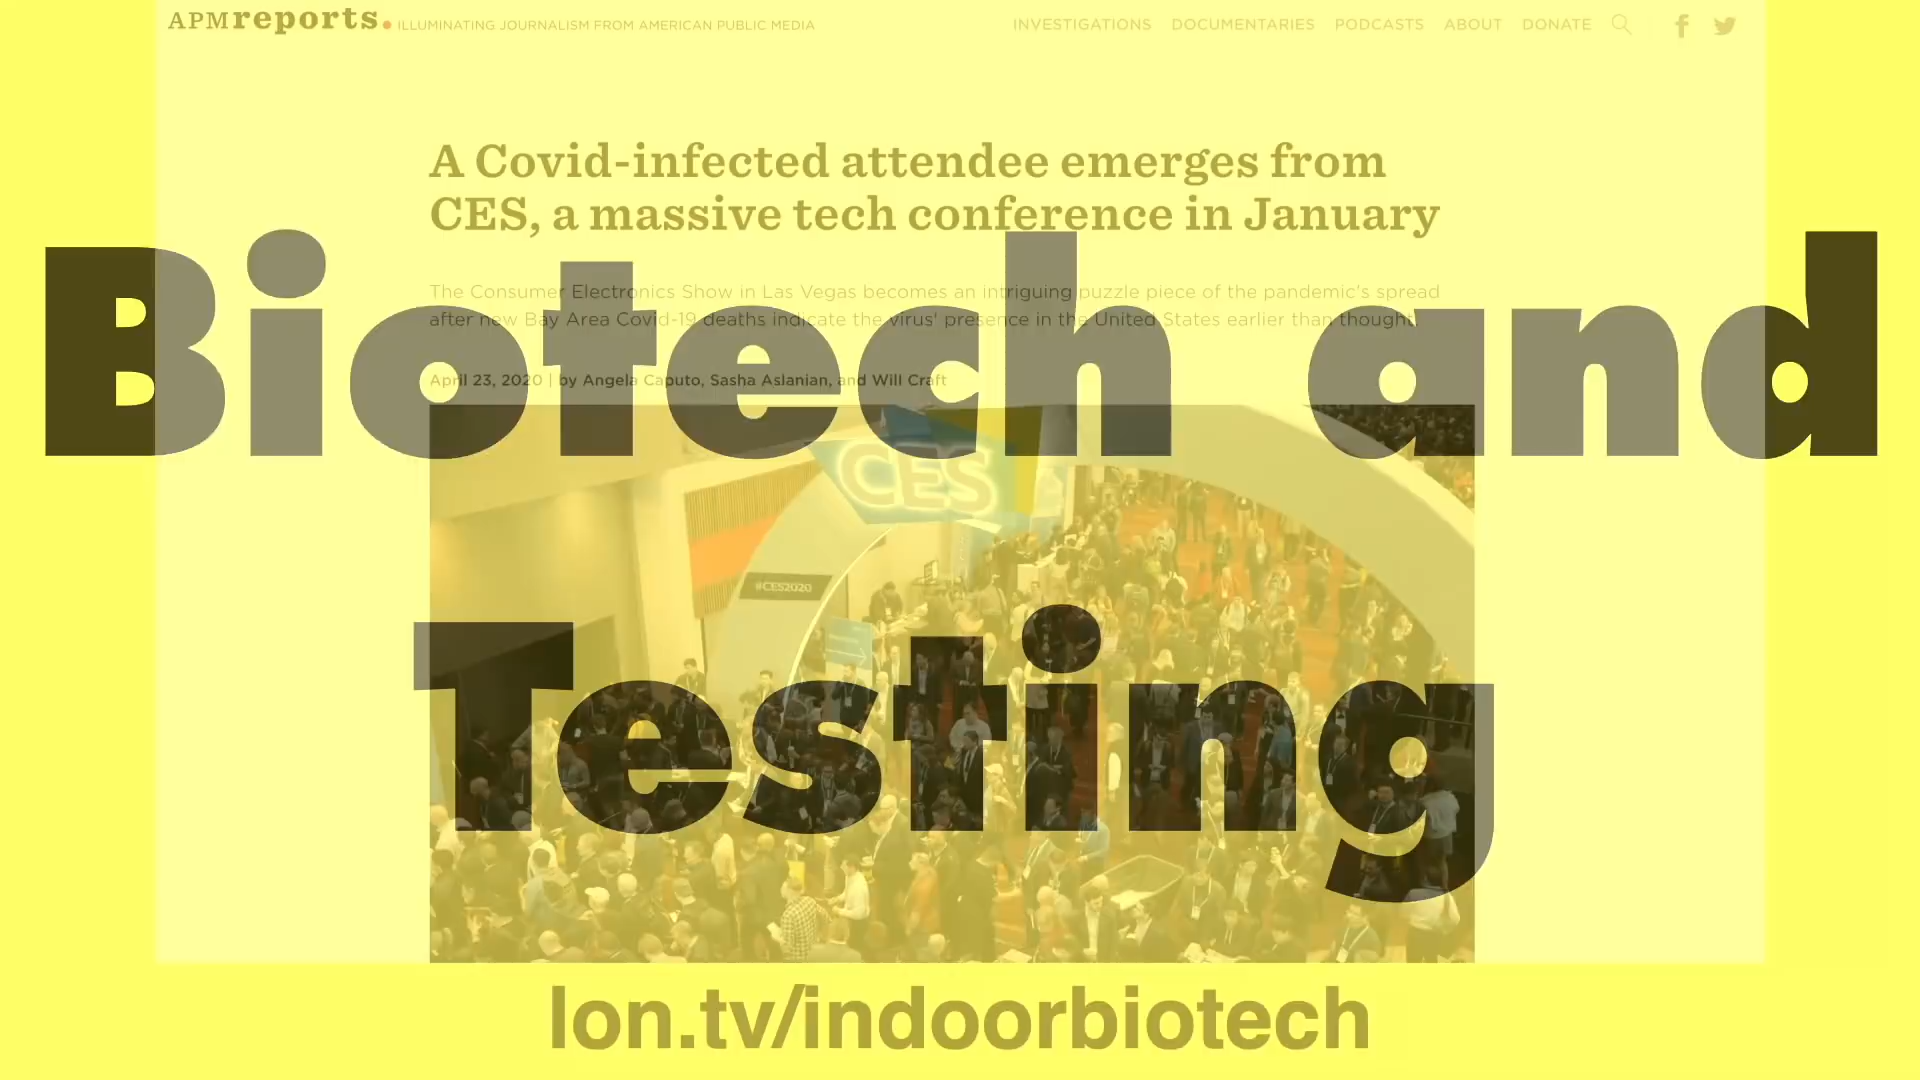 APMreports. ILLUMINATING JOURNALISM FROM AMERICAN PUBLIC MEDIA
INVESTIGATIONS DOCUMENTARIES PODCASTS ABOUT DONATE
A Covid-infected attendee emerges from
CES, a massive tech conference in January
The Consumer Electronics Show in Las Vegas becomes an intriguing puzzle piece of the pandemic's spread
after new Bay Area Covid-19 deaths indicate the virus' presence in the United States earlier than thought.
April 23, 2020 | by Angela Caputo, Sasha Aslanian, and Will Craft
Biotech and
Testing
CES
#CES2020
lon.tv/indoorbiotech